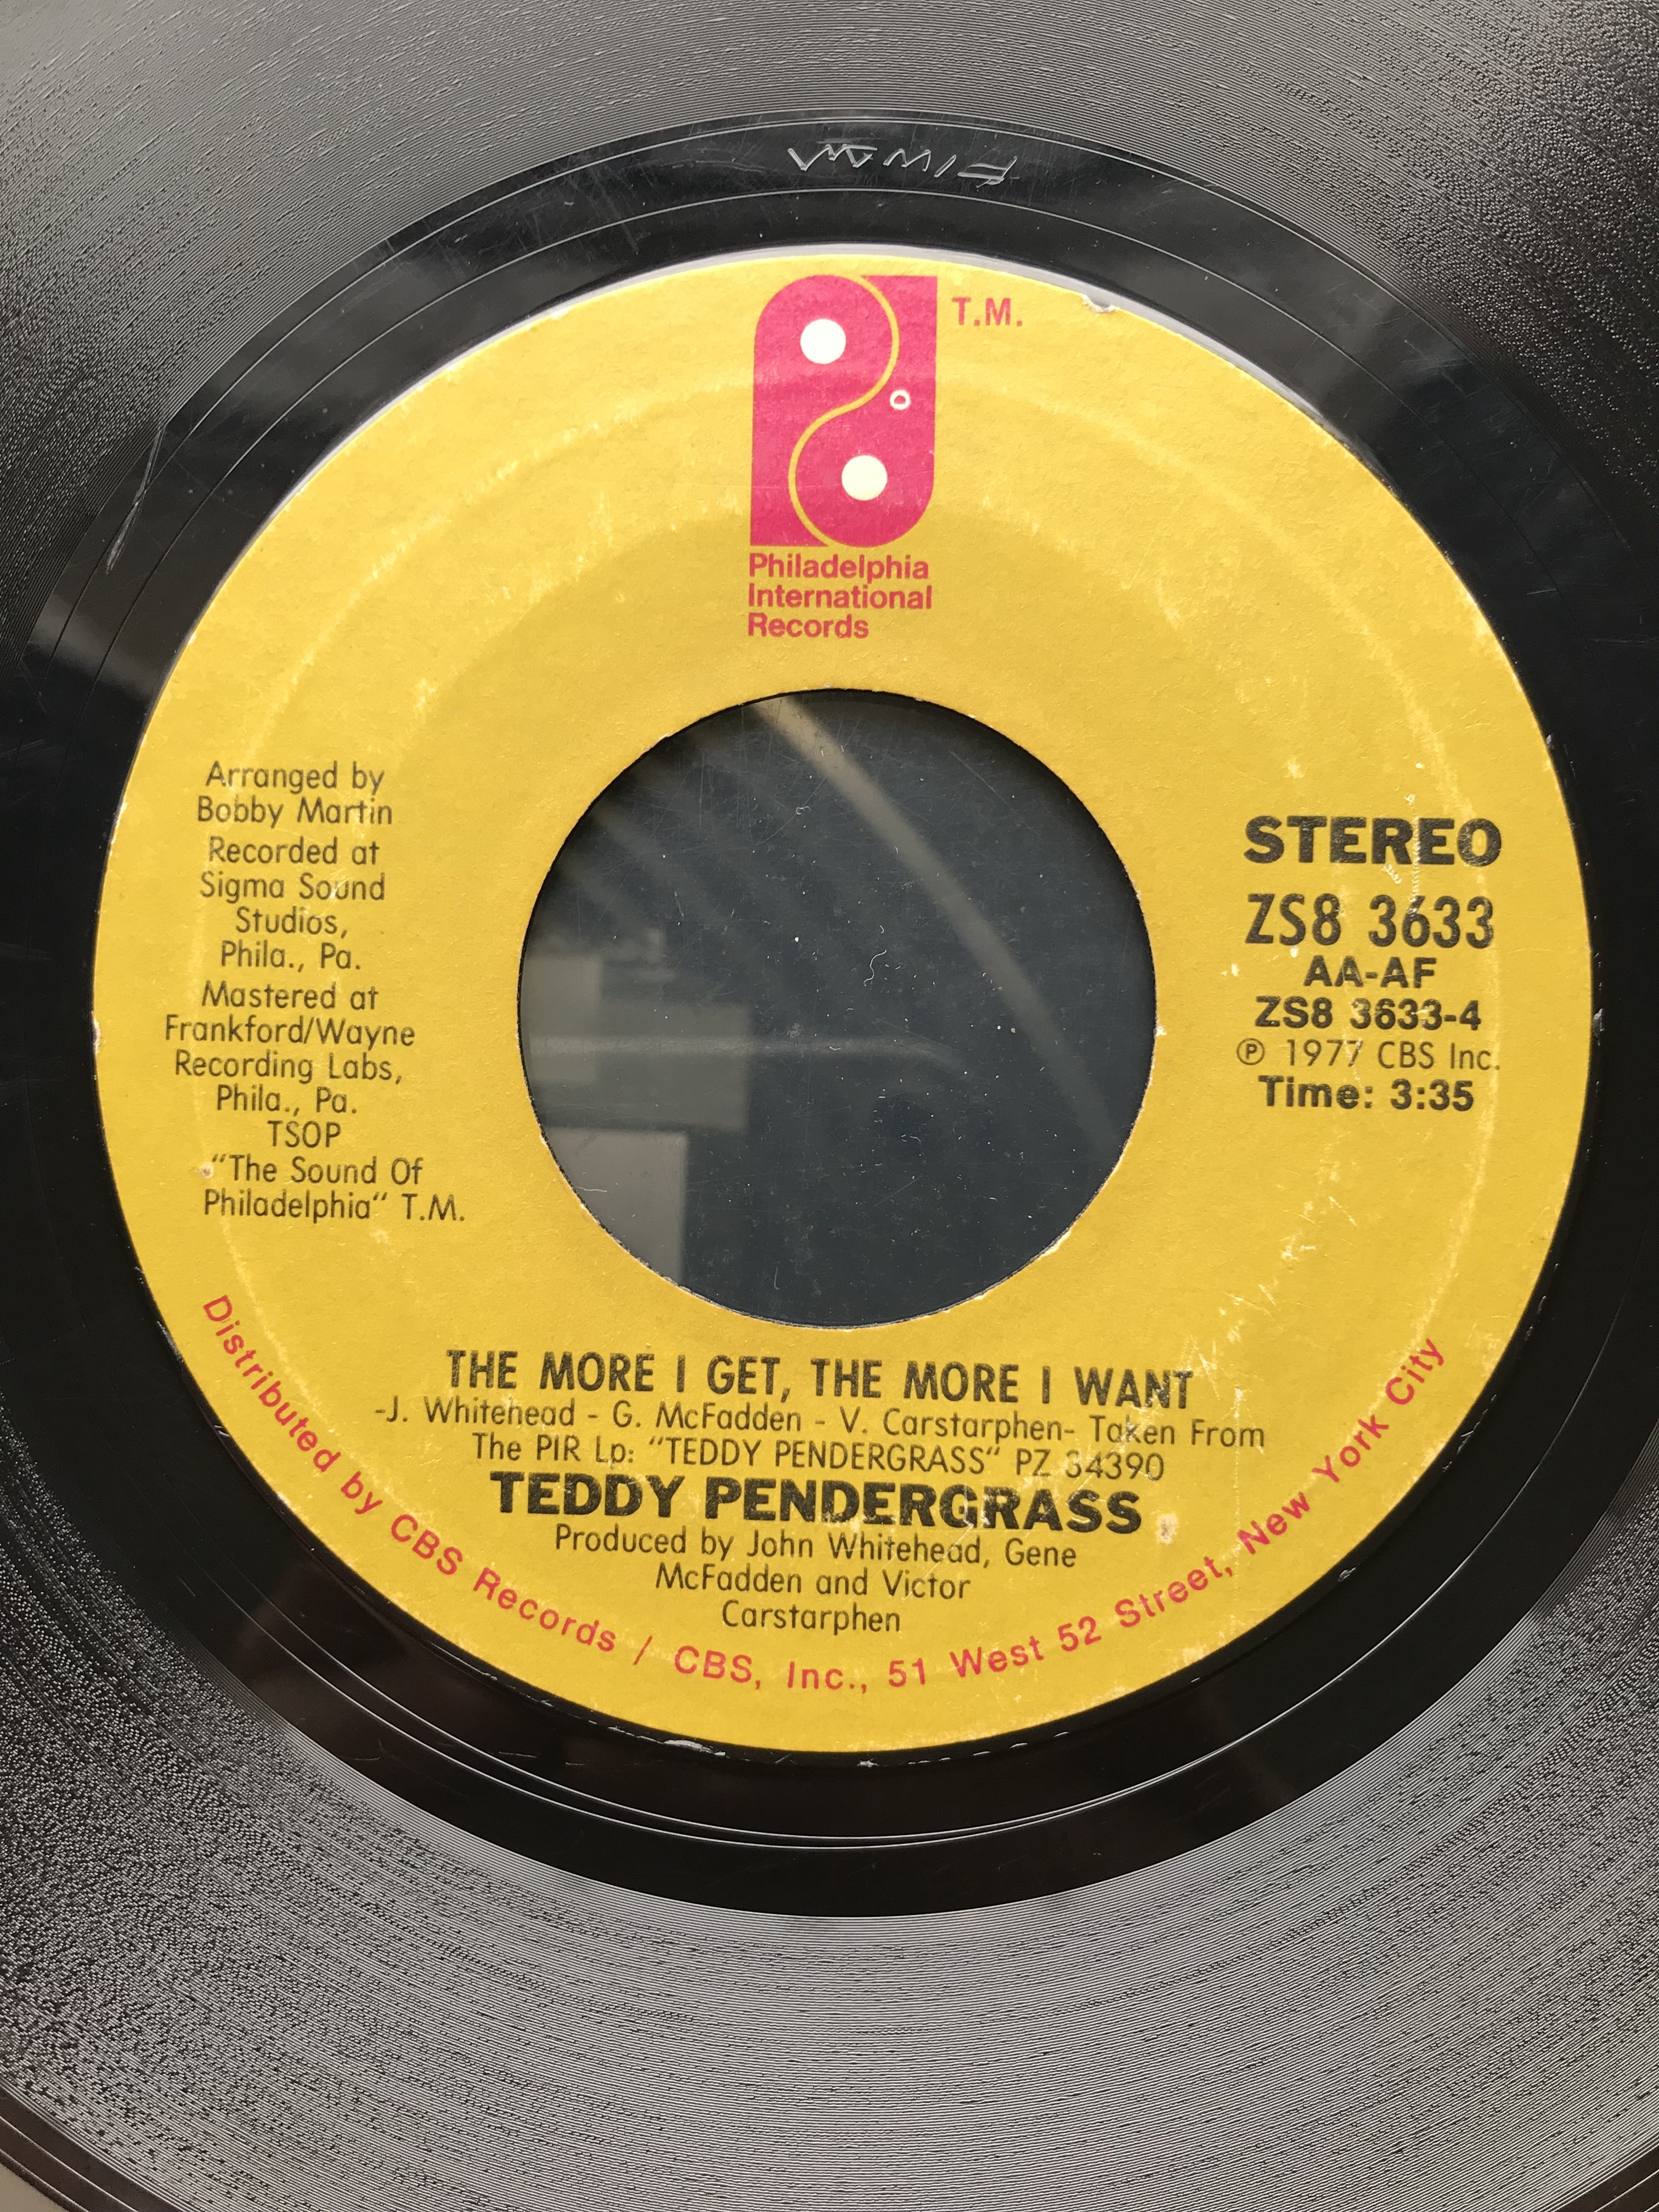 T.M.
Philadelphia
International
Records
Arranged by
Bobby Martin
Recorded at
Sigma Sound
Studios,
Phila., Pa.
Mastered at
Frankford/Wayne
Recording Labs,
Phila., Pa.
TSOP
"The Sound Of
Philadelphia" T.M.
STEREO
ZS8 3633
AA-AF
ZS8 3633-4
℗ 1977 CBS Inc.
Time: 3:35
THE MORE I GET, THE MORE I WANT
-J. Whitehead - G. McFadden - V. Carstarphen- Taken From
The PIR Lp: "TEDDY PENDERGRASS" PZ 34390
TEDDY PENDERGRASS
Produced by John Whitehead, Gene
McFadden and Victor
Carstarphen
Distributed by CBS Records / CBS, Inc., 51 West 52 Street, New York City